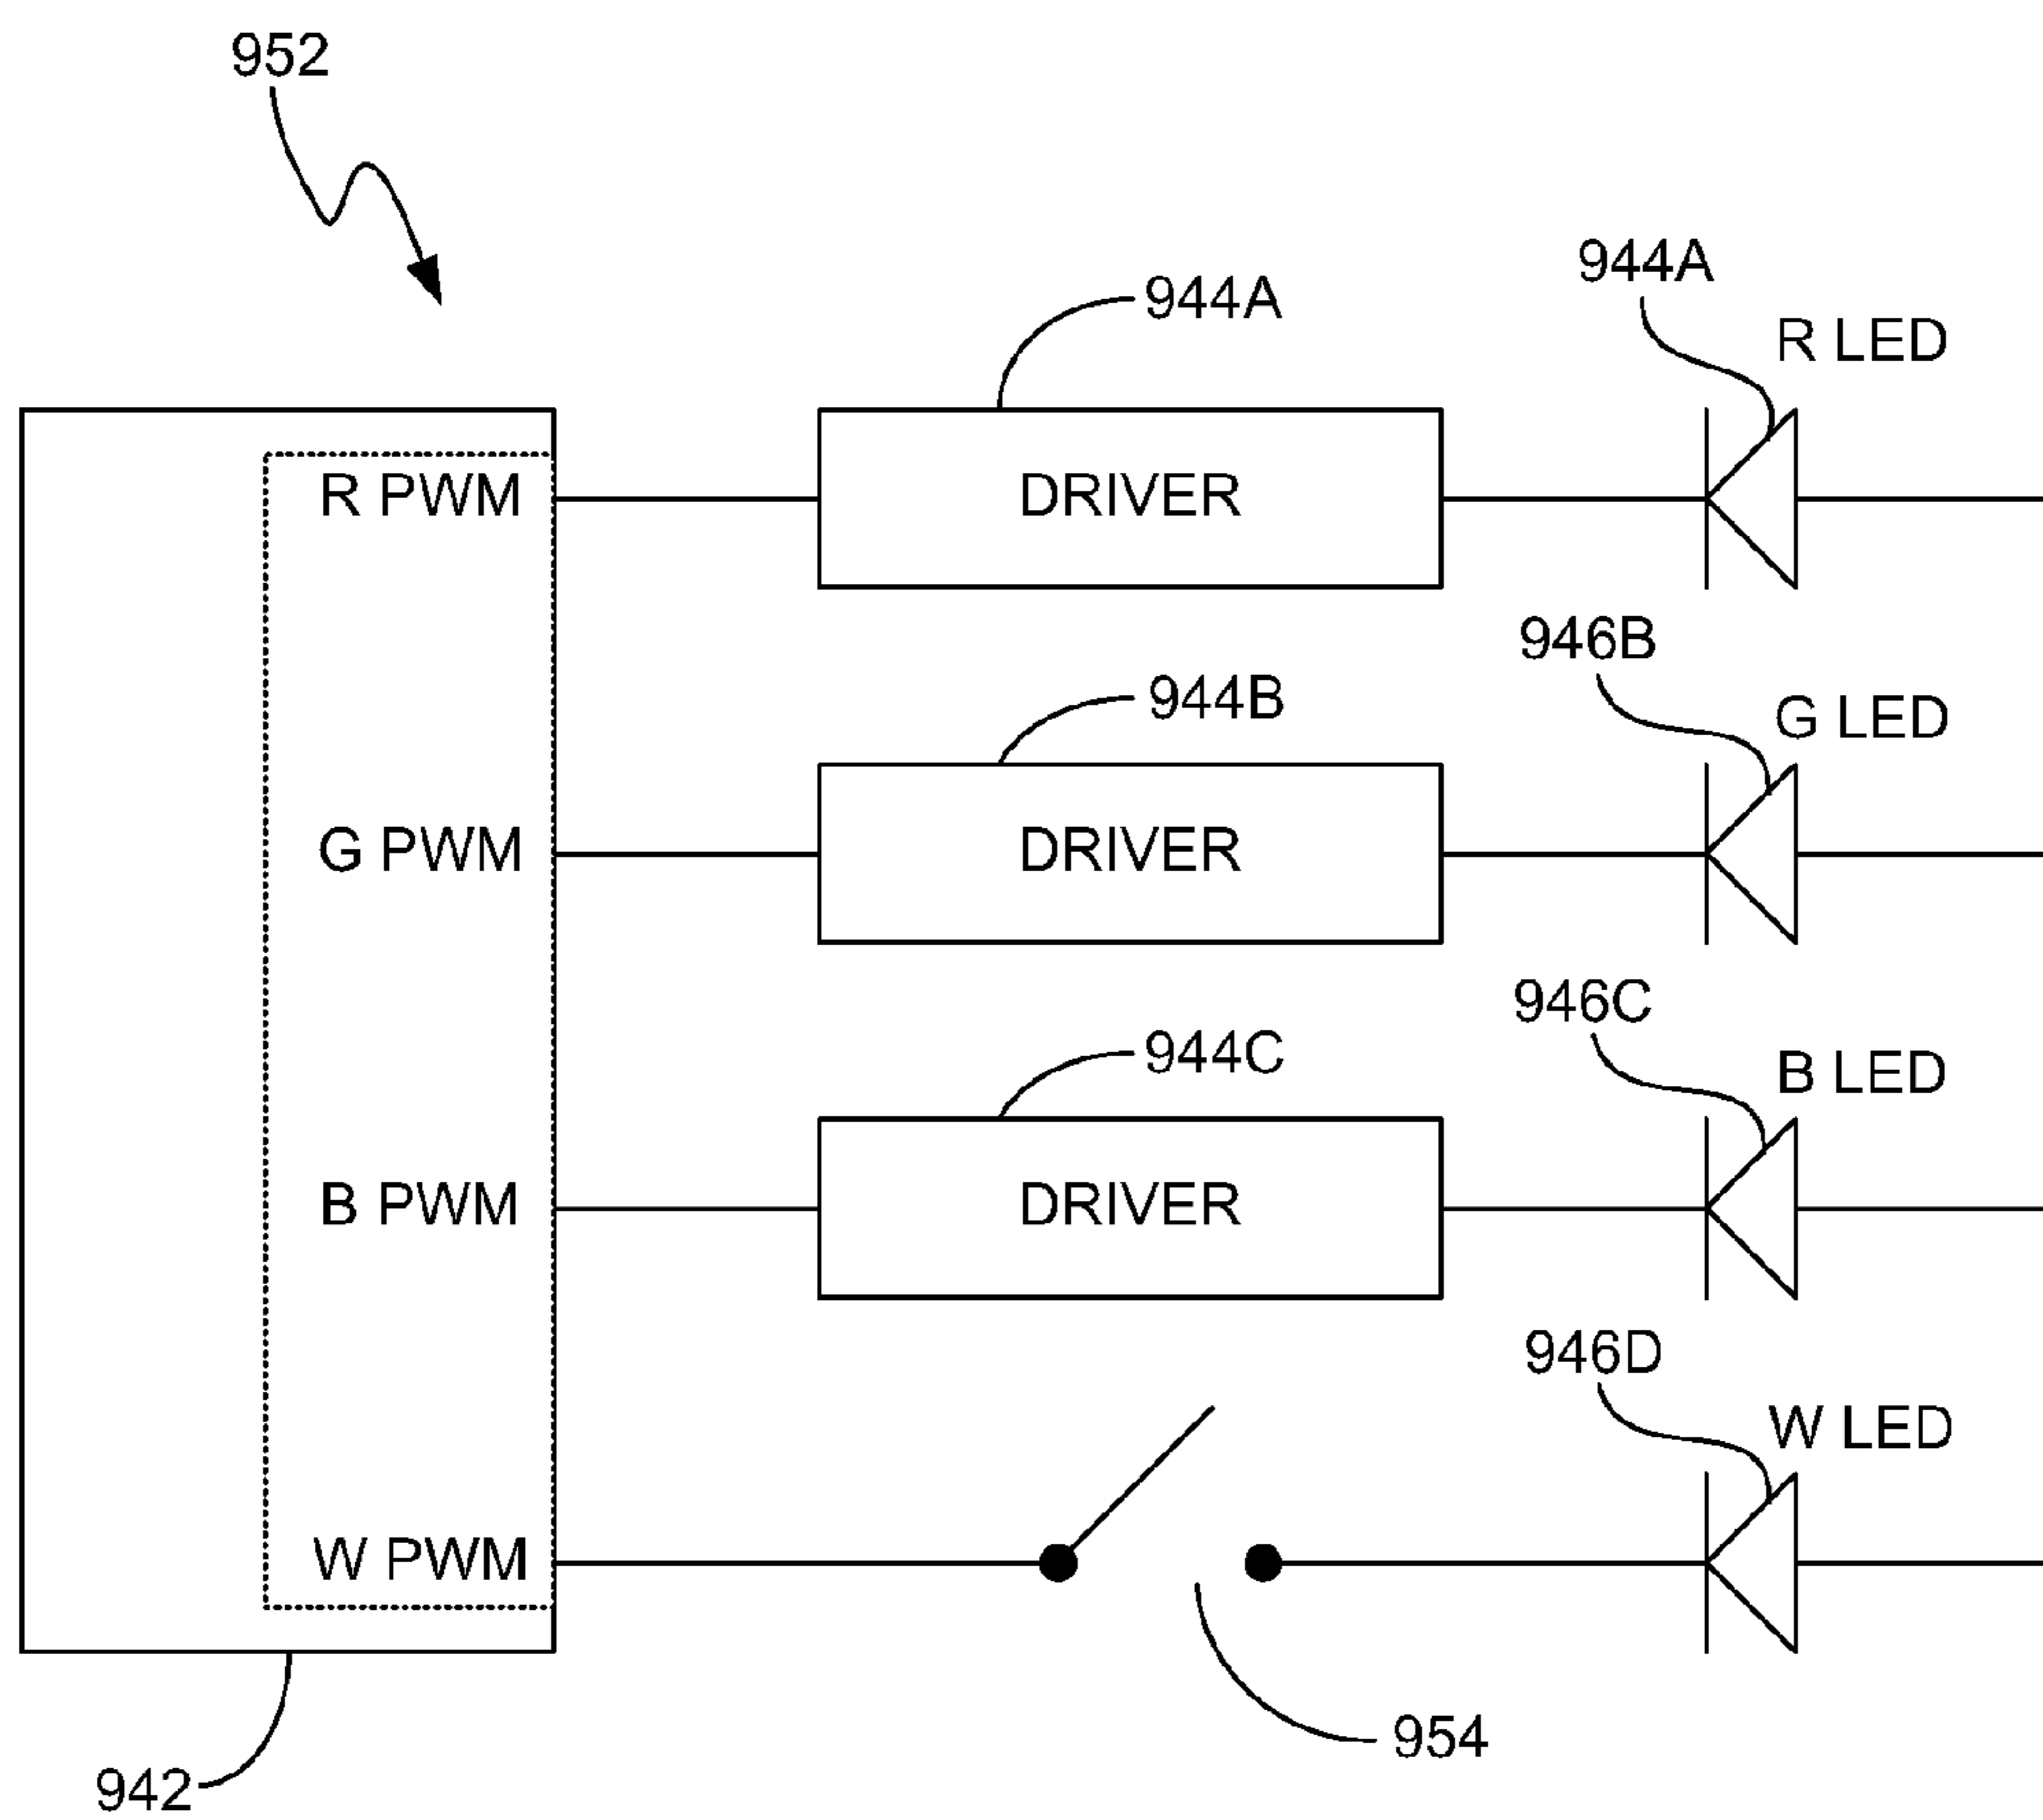 952
944A
944A
R LED
R PWM
DRIVER
946B
944B
G LED
G PWM
DRIVER
946C
944C
B LED
B PWM
DRIVER
946D
W LED
W PWM
954
942